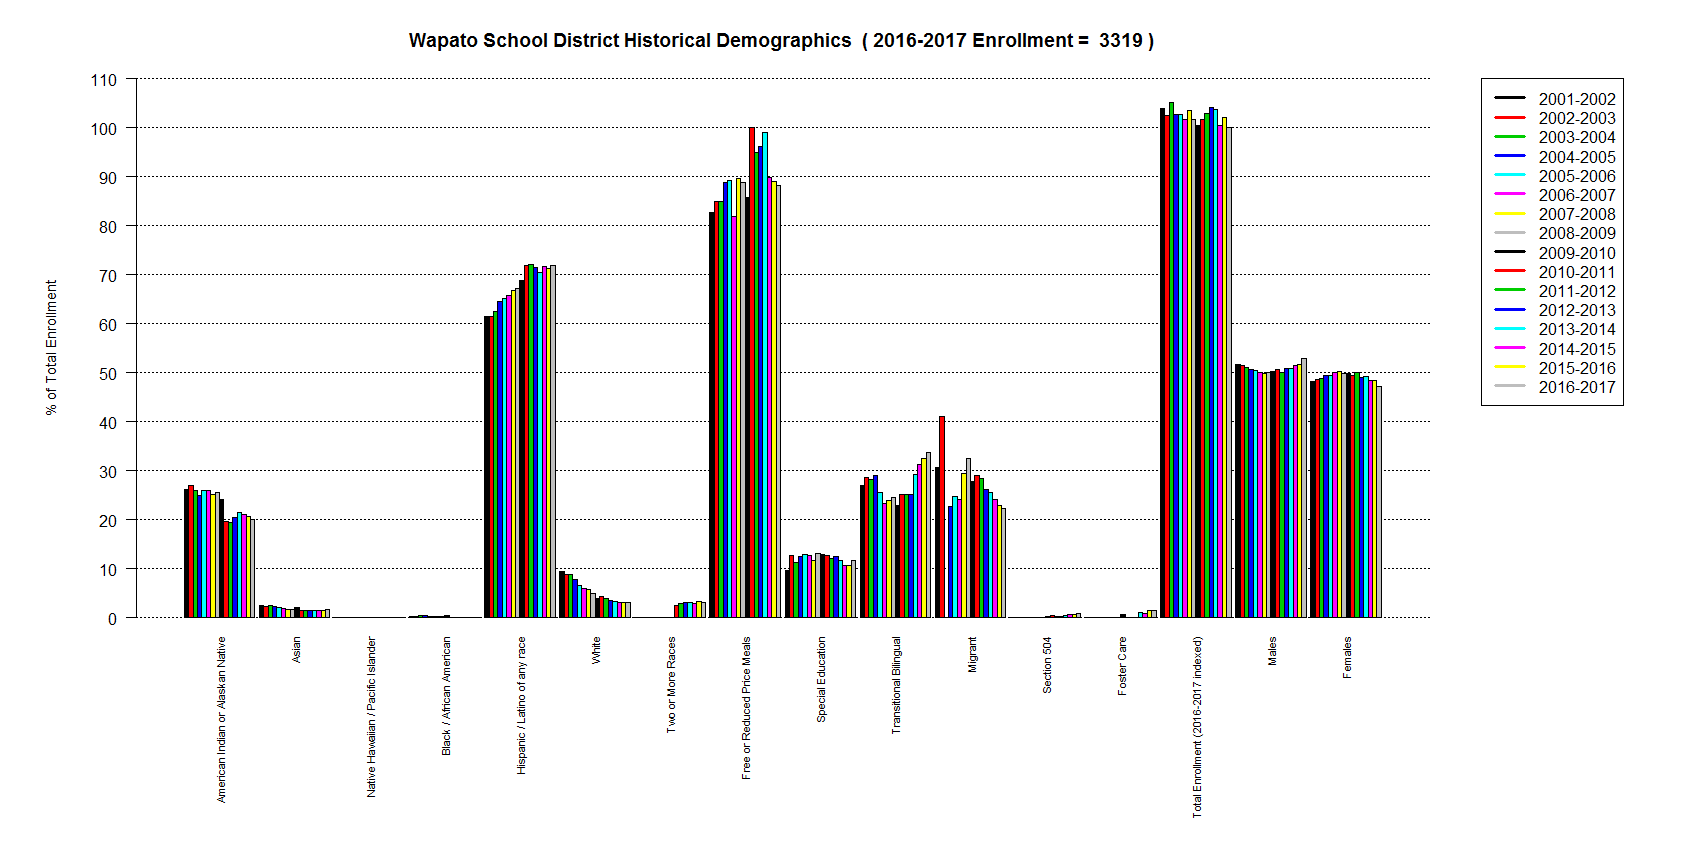 Wapato School District Historical Demographics ( 2016-2017 Enrollment = 3319 )
% of Total Enrollment
110
100
90
80
70
60
50
40
30
20
10
0
American Indian or Alaskan Native
Asian
Native Hawaiian / Pacific Islander
Black / African American
Hispanic / Latino of any race
White
Two or More Races
Free or Reduced Price Meals
Special Education
Transitional Bilingual
Migrant
Section 504
Foster Care
Total Enrollment (2016-2017 indexed)
Males
Females
2001-2002
2002-2003
2003-2004
2004-2005
2005-2006
2006-2007
2007-2008
2008-2009
2009-2010
2010-2011
2011-2012
2012-2013
2013-2014
2014-2015
2015-2016
2016-2017